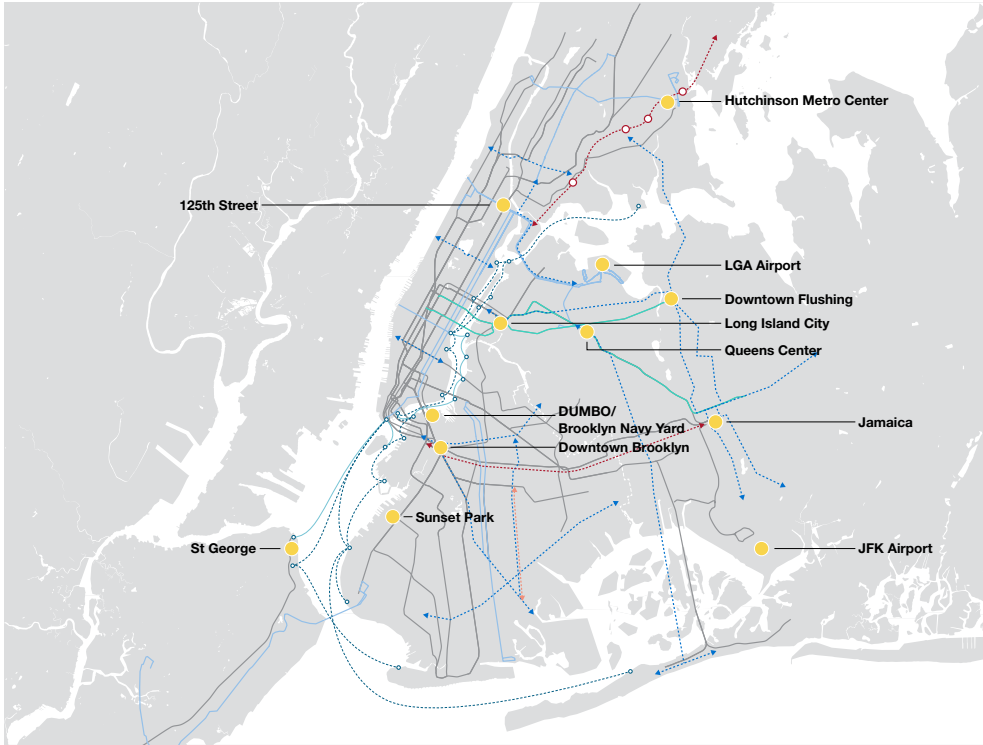 Hutchinson Metro Center
125th Street
LGA Airport
Downtown Flushing
Long Island City
Queens Center
DUMBO/
Brooklyn Navy Yard
Jamaica
Downtown Brooklyn
Sunset Park
St George
JFK Airport